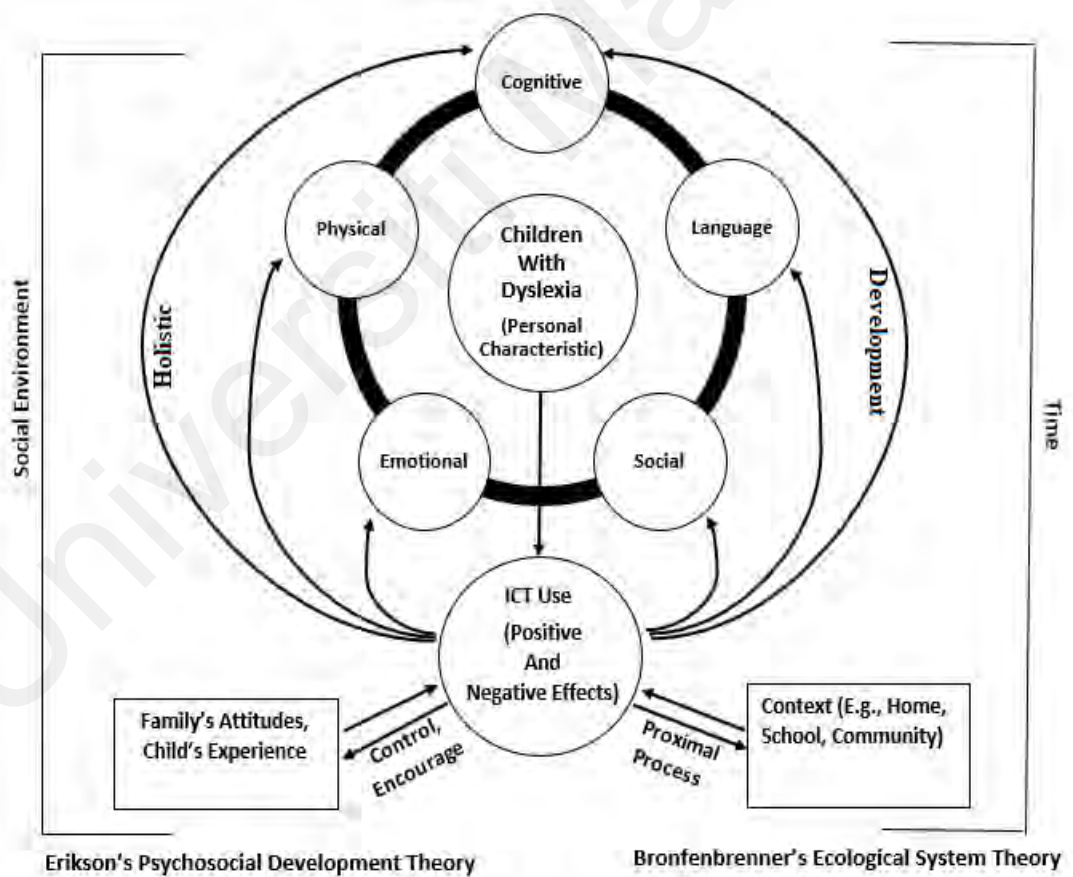 Cognitive
Physical
Language
Children
With
Dyslexia
(Personal
Characteristic)
Holistic
Development
Social Environment
Time
Emotional
Social
ICT Use
(Positive
And
Negative Effects)
Family's Attitudes,
Child's Experience
Control,
Encourage
Proximal
Process
Context (E.g., Home,
School, Community)
Erikson's Psychosocial Development Theory
Bronfenbrenner's Ecological System Theory